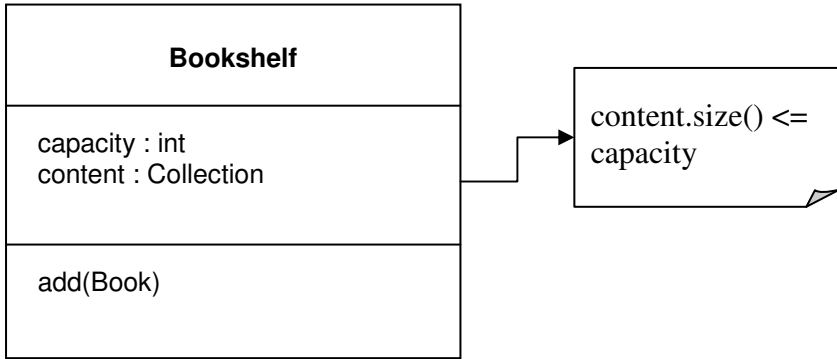 Bookshelf
capacity : int
content : Collection
add(Book)
content.size() <=
capacity